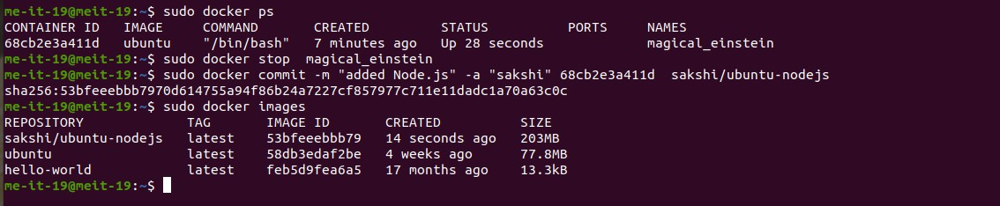 me-it-19@meit-19:~$ sudo docker ps
CONTAINER ID   IMAGE     COMMAND       CREATED         STATUS          PORTS     NAMES
68cb2e3a411d   ubuntu    "/bin/bash"   7 minutes ago   Up 28 seconds             magical_einstein
me-it-19@meit-19:~$ sudo docker stop  magical_einstein
me-it-19@meit-19:~$ sudo docker commit -m "added Node.js" -a "sakshi" 68cb2e3a411d  sakshi/ubuntu-nodejs
sha256:53bfeeebbb7970d614755a94f86b24a7227cf857977c711e11dadc1a70a63c0c
me-it-19@meit-19:~$ sudo docker images
REPOSITORY             TAG       IMAGE ID       CREATED          SIZE
sakshi/ubuntu-nodejs   latest    53bfeeebbb79   14 seconds ago   203MB
ubuntu                 latest    58db3edaf2be   4 weeks ago      77.8MB
hello-world            latest    feb5d9fea6a5   17 months ago    13.3kB
me-it-19@meit-19:~$